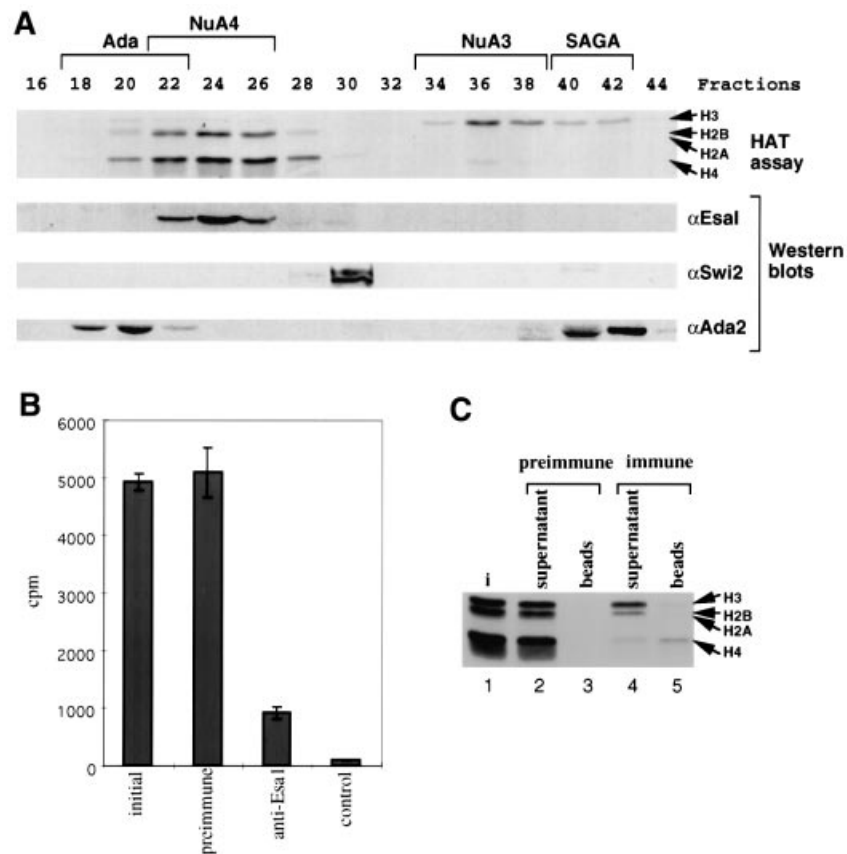 A
NuA4
Ada
NuA3
SAGA
16 18 20 22 24 26 28 30 32 34 36 38 40 42 44 Fractions
H3
H2B
H2A
H4
HAT
assay
αEsaI
αSwi2
αAda2
Western
blots
B
6000
5000
4000
3000
2000
1000
0
cpm
initial
preimmune
anti-Esa1
control
C
preimmune immune
i
supernatant
beads
supernatant
beads
H3
H2B
H2A
H4
1 2 3 4 5